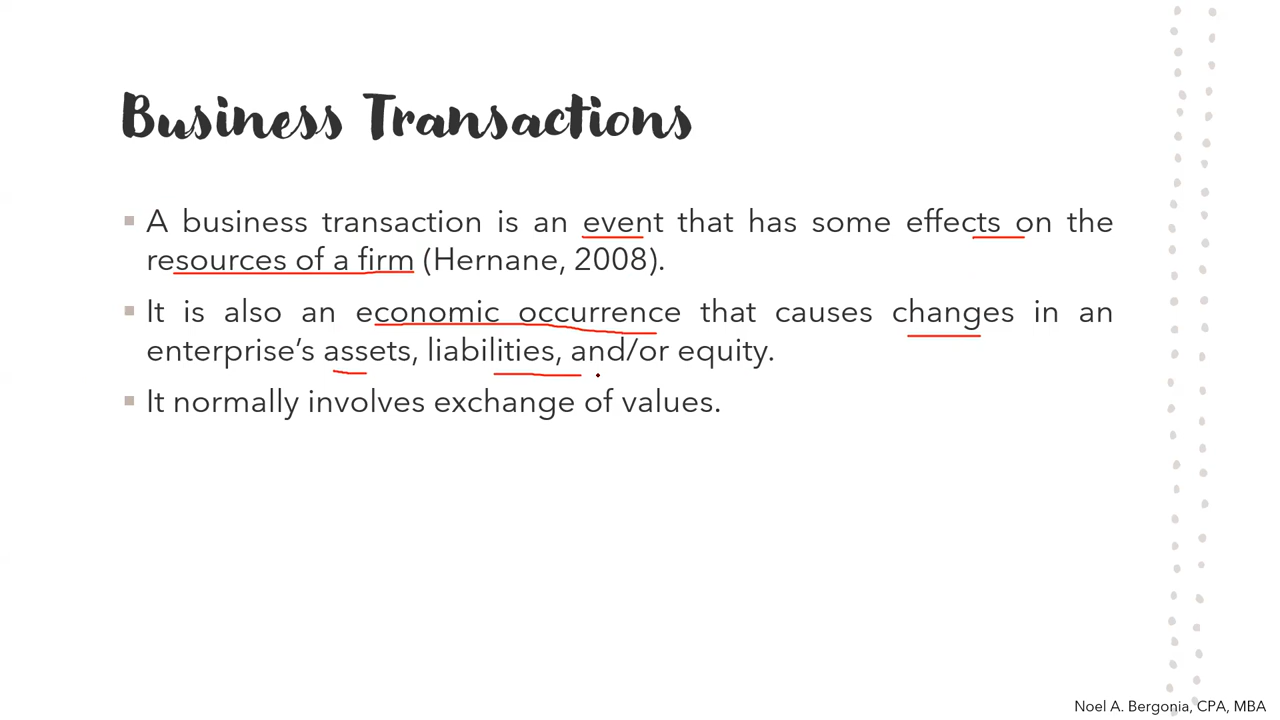 Business Transactions
A business transaction is an event that has some effects on the
resources of a firm (Hernane, 2008).
It is also an economic occurrence that causes changes in an
enterprise’s assets, liabilities, and/or equity.
It normally involves exchange of values.
Noel A. Bergonia, CPA, MBA